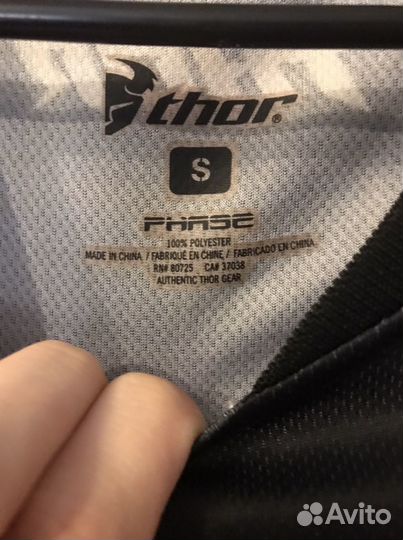 thor®
S
PHASE
100% POLYESTER
MADE IN CHINA / FABRIQUÉ EN CHINE / FABRICADO EN CHINA
RN# 80725 CA# 37038
AUTHENTIC THOR GEAR
Avito